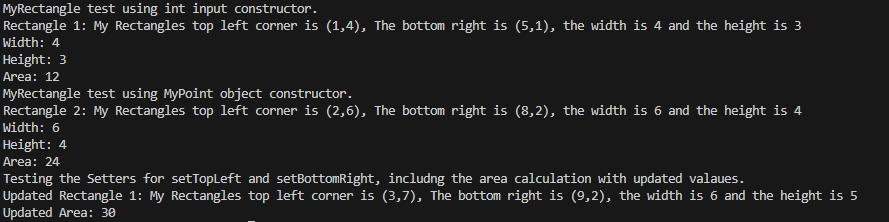 MyRectangle test using int input constructor.
Rectangle 1: My Rectangles top left corner is (1,4), The bottom right is (5,1), the width is 4 and the height is 3
Width: 4
Height: 3
Area: 12
MyRectangle test using MyPoint object constructor.
Rectangle 2: My Rectangles top left corner is (2,6), The bottom right is (8,2), the width is 6 and the height is 4
Width: 6
Height: 4
Area: 24
Testing the Setters for setTopLeft and setBottomRight, includng the area calculation with updated valaues.
Updated Rectangle 1: My Rectangles top left corner is (3,7), The bottom right is (9,2), the width is 6 and the height is 5
Updated Area: 30